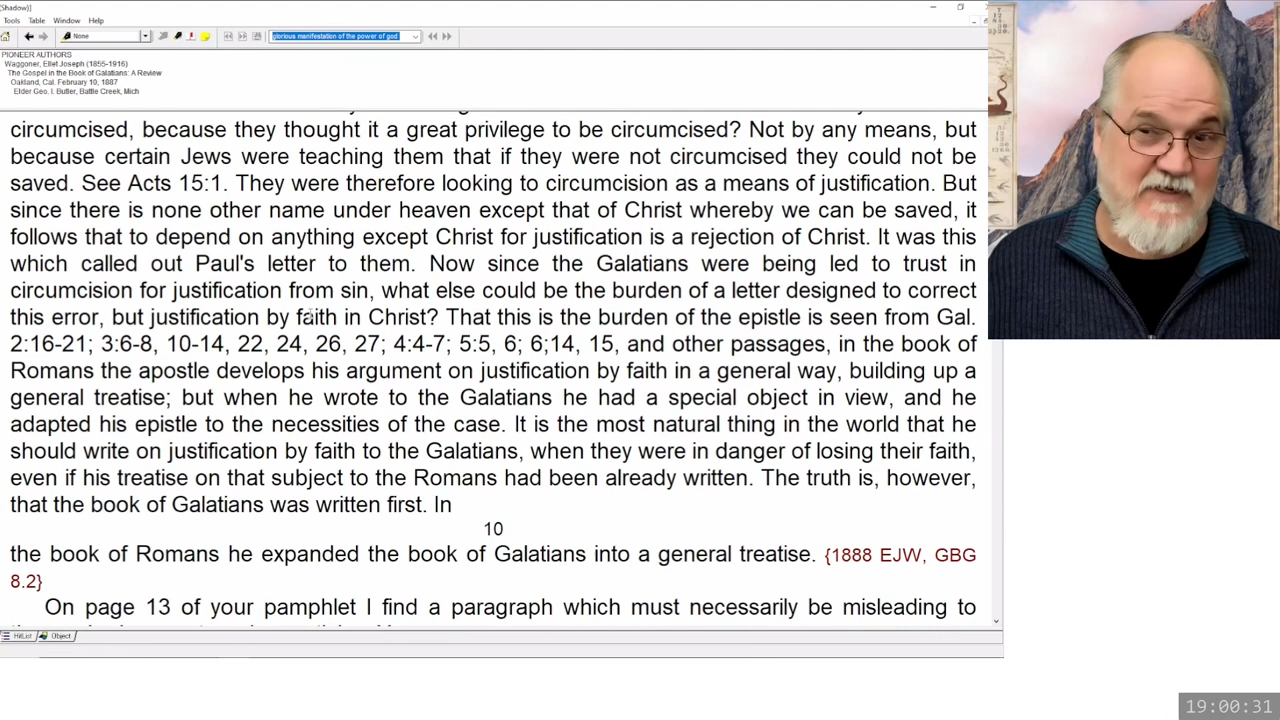 [Shadow)]
Tools Table Window Help
None
glorious manifestation of the power of god
PIONEER AUTHORS
Waggoner, Ellet Joseph (1855-1916)
The Gospel in the Book of Galatians: A Review
Oakland, Cal. February 10, 1887
Elder Geo. I. Butler, Battle Creek, Mich
circumcised, because they thought it a great privilege to be circumcised? Not by any means, but
because certain Jews were teaching them that if they were not circumcised they could not be
saved. See Acts 15:1. They were therefore looking to circumcision as a means of justification. But
since there is none other name under heaven except that of Christ whereby we can be saved, it
follows that to depend on anything except Christ for justification is a rejection of Christ. It was this
which called out Paul's letter to them. Now since the Galatians were being led to trust in
circumcision for justification from sin, what else could be the burden of a letter designed to correct
this error, but justification by faith in Christ? That this is the burden of the epistle is seen from Gal.
2:16-21; 3:6-8, 10-14, 22, 24, 26, 27; 4:4-7; 5:5, 6; 6;14, 15, and other passages, in the book of
Romans the apostle develops his argument on justification by faith in a general way, building up a
general treatise; but when he wrote to the Galatians he had a special object in view, and he
adapted his epistle to the necessities of the case. It is the most natural thing in the world that he
should write on justification by faith to the Galatians, when they were in danger of losing their faith,
even if his treatise on that subject to the Romans had been already written. The truth is, however,
that the book of Galatians was written first. In
10
the book of Romans he expanded the book of Galatians into a general treatise. {1888 EJW, GBG
8.2}
On page 13 of your pamphlet I find a paragraph which must necessarily be misleading to
HitList Object
19:00:31